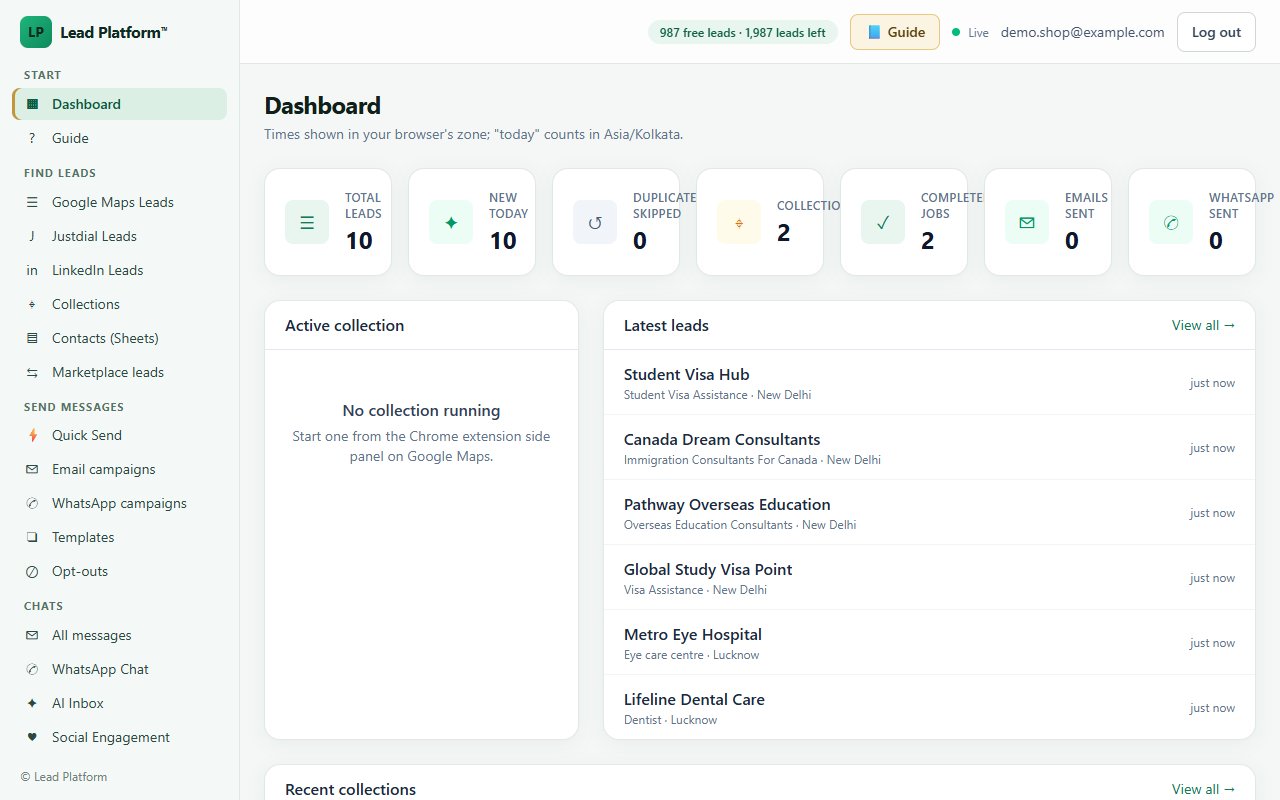 LP Lead Platform™
987 free leads · 1,987 leads left
Guide
Live
demo.shop@example.com
Log out
START
Dashboard
? Guide
FIND LEADS
Google Maps Leads
J Justdial Leads
in LinkedIn Leads
Collections
Contacts (Sheets)
Marketplace leads
SEND MESSAGES
Quick Send
Email campaigns
WhatsApp campaigns
Templates
Opt-outs
CHATS
All messages
WhatsApp Chat
AI Inbox
Social Engagement
© Lead Platform
Dashboard
Times shown in your browser's zone; "today" counts in Asia/Kolkata.
TOTAL
LEADS
10
NEW
TODAY
10
DUPLICATE
SKIPPED
0
COLLECTIO
2
COMPLETE
JOBS
2
EMAILS
SENT
0
WHATSAPP
SENT
0
Active collection
No collection running
Start one from the Chrome extension side
panel on Google Maps.
Latest leads
View all →
Student Visa Hub
Student Visa Assistance · New Delhi
just now
Canada Dream Consultants
Immigration Consultants For Canada · New Delhi
just now
Pathway Overseas Education
Overseas Education Consultants · New Delhi
just now
Global Study Visa Point
Visa Assistance · New Delhi
just now
Metro Eye Hospital
Eye care centre · Lucknow
just now
Lifeline Dental Care
Dentist · Lucknow
just now
Recent collections
View all →